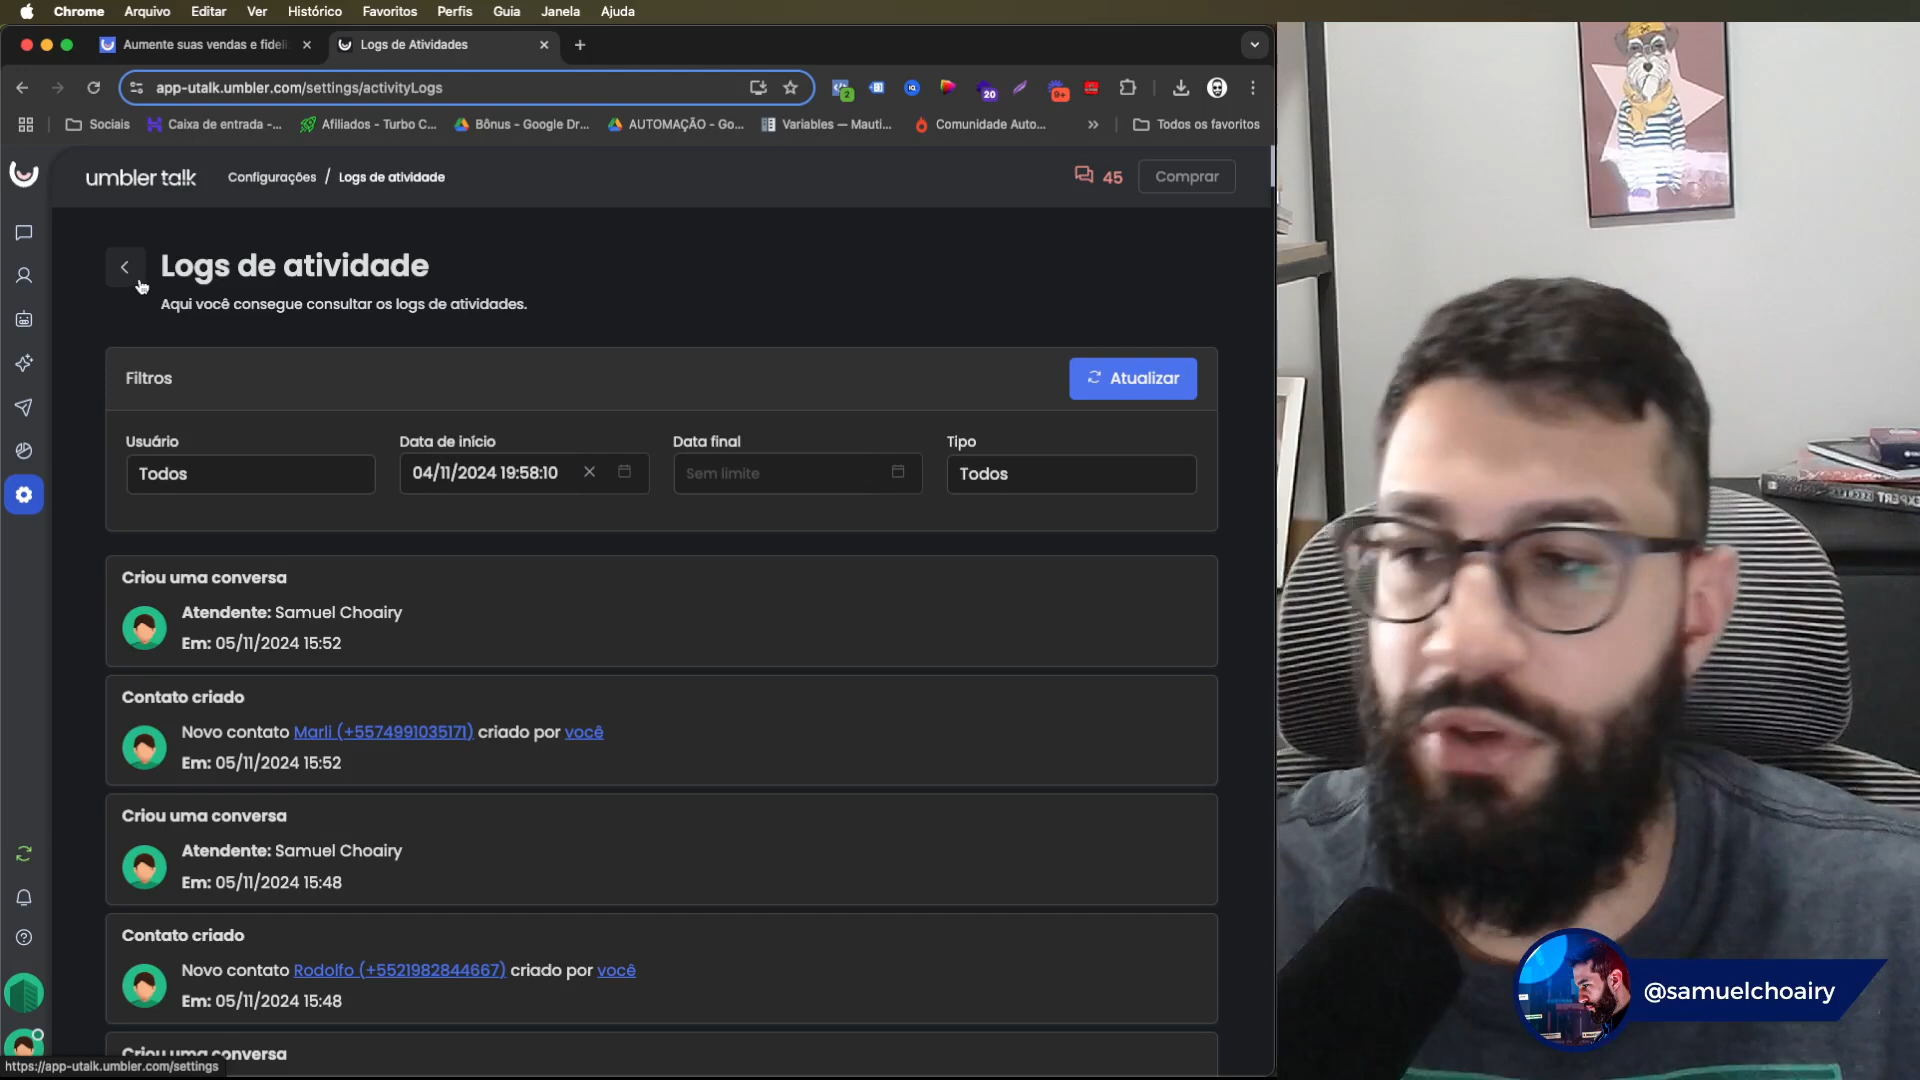 Chrome Arquivo Editar Ver Histórico Favoritos Perfis Guia Janela Ajuda
Aumente suas vendas e fideli
Logs de Atividades
app-utalk.umbler.com/settings/activityLogs
2
20
9+
Sociais
Caixa de entrada -...
Afiliados - Turbo C...
Bônus - Google Dr...
AUTOMAÇÃO - Go...
Variables — Mauti...
Comunidade Auto...
Todos os favoritos
umbler talk
Configurações / Logs de atividade
45
Comprar
Logs de atividade
Aqui você consegue consultar os logs de atividades.
Filtros
Atualizar
Usuário
Data de início
Data final
Tipo
Todos
04/11/2024 19:58:10
Sem limite
Todos
Criou uma conversa
Atendente: Samuel Choairy
Em: 05/11/2024 15:52
Contato criado
Novo contato Marli (+5574991035171) criado por você
Em: 05/11/2024 15:52
Criou uma conversa
Atendente: Samuel Choairy
Em: 05/11/2024 15:48
Contato criado
Novo contato Rodolfo (+5521982844667) criado por você
Em: 05/11/2024 15:48
Criou uma conversa
https://app-utalk.umbler.com/settings
@samuelchoairy